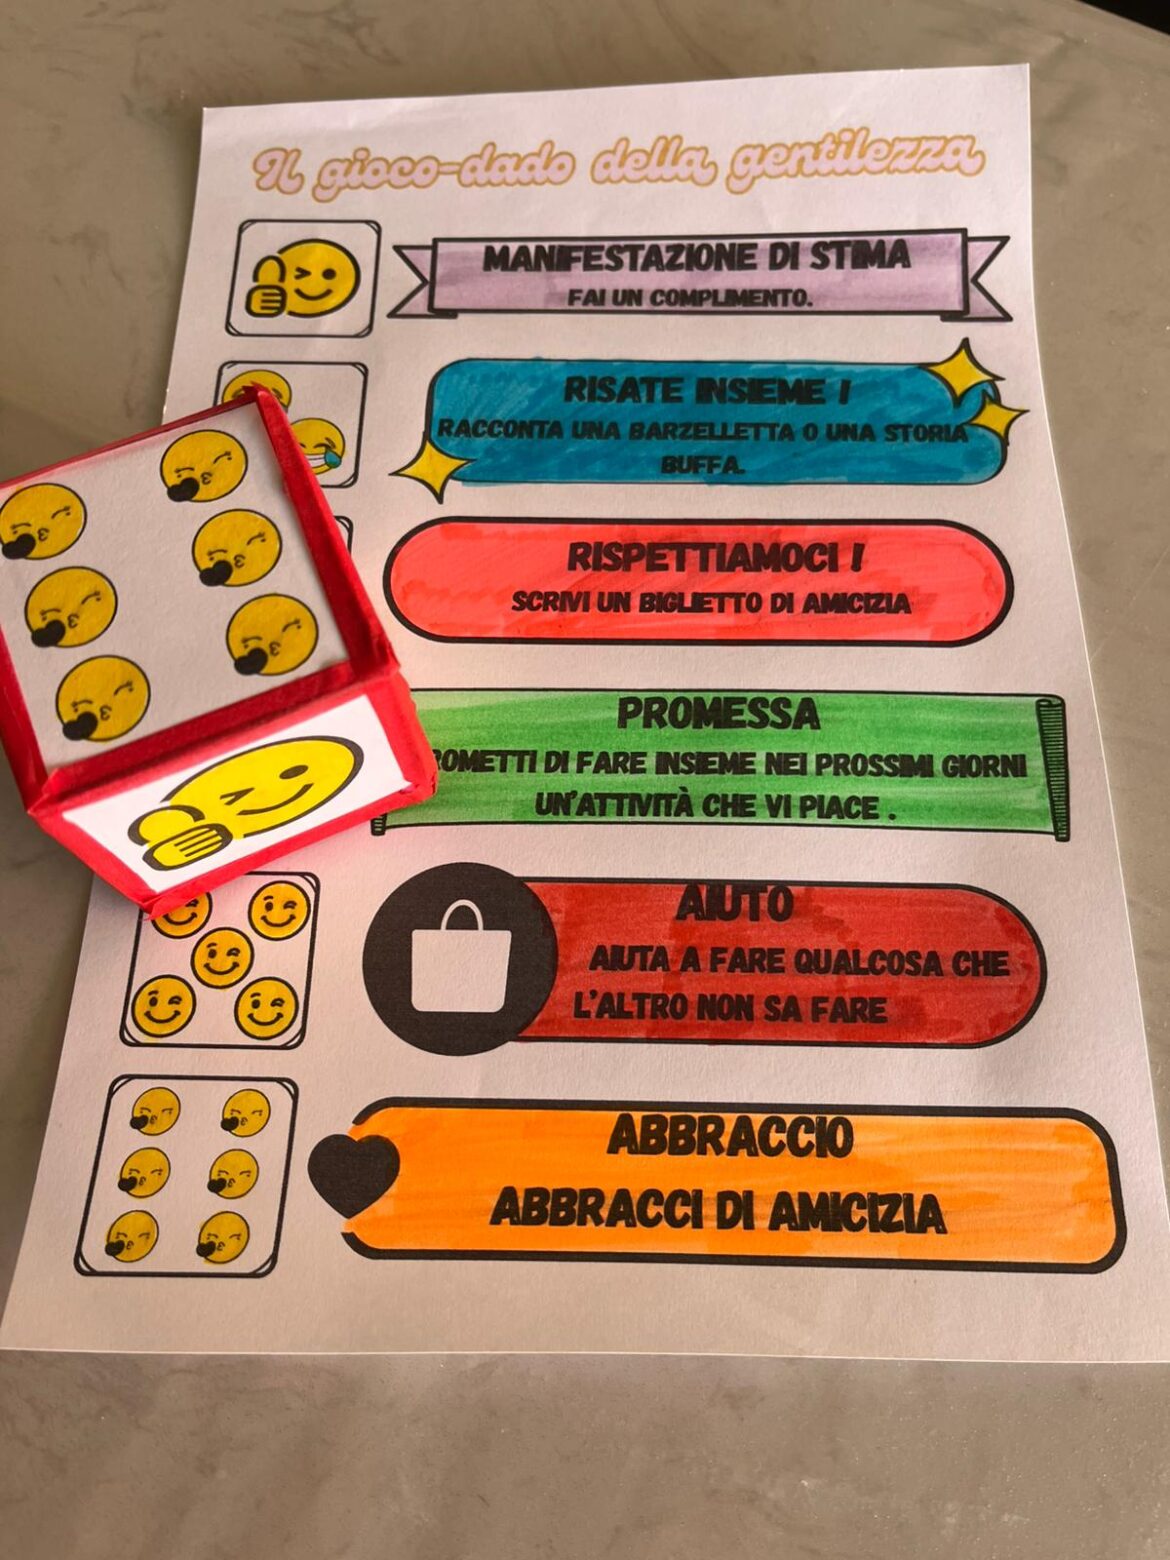 Il gioco-dado della gentilezza
MANIFESTAZIONE DI STIMA
FAI UN COMPLIMENTO.
RISATE INSIEME !
RACCONTA UNA BARZELLETTA O UNA STORIA
BUFFA.
RISPETTIAMOCI !
SCRIVI UN BIGLIETTO DI AMICIZIA
PROMESSA
ROMETTI DI FARE INSIEME NEI PROSSIMI GIORNI
UN'ATTIVITÀ CHE VI PIACE .
AIUTO
AIUTA A FARE QUALCOSA CHE
L'ALTRO NON SA FARE
ABBRACCIO
ABBRACCI DI AMICIZIA